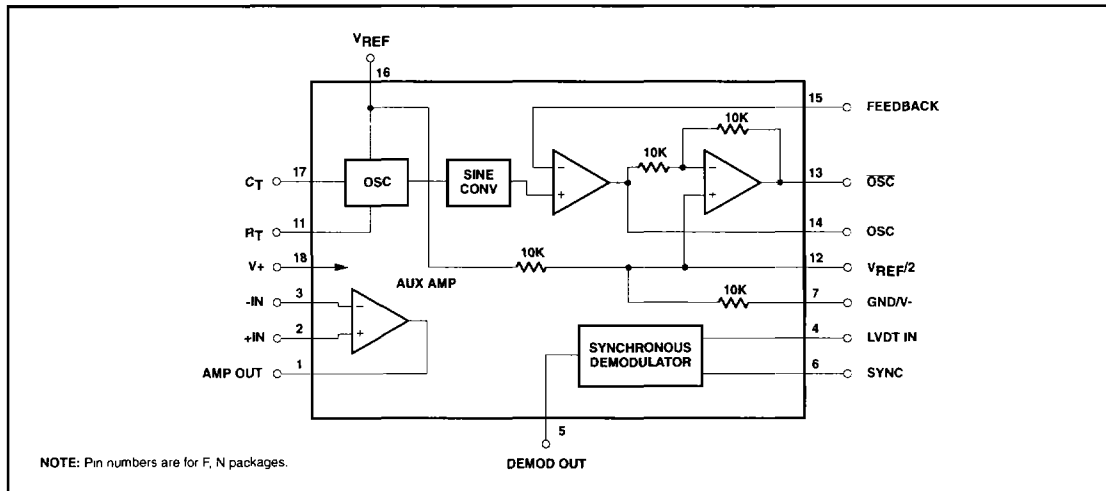 VREF
16
15 FEEDBACK
10K
10K
17
CT
OSC
SINE CONV
-
+
-
+
13 OSC
14 OSC
11
RT
18
V+
10K
12 VREF/2
AUX AMP
10K
7 GND/V-
3
-IN
-
4 LVDT IN
2
+IN
+
SYNCHRONOUS
DEMODULATOR
6 SYNC
1
AMP OUT
5
DEMOD OUT
NOTE: Pin numbers are for F, N packages.